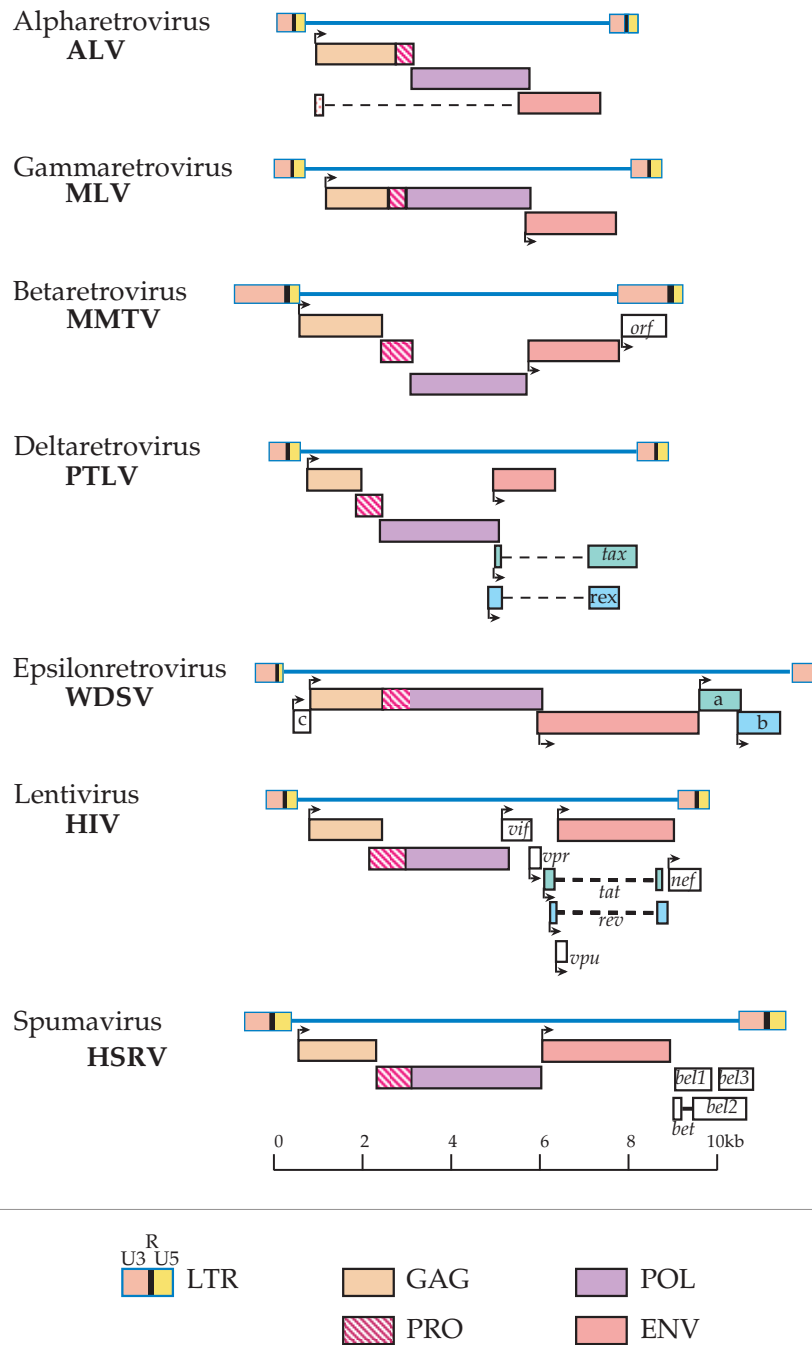 Alpharetrovirus
ALV
Gammaretrovirus
MLV
Betaretrovirus
MMTV
orf
Deltaretrovirus
PTLV
tax
rex
Epsilonretrovirus
WDSV
c
a
b
Lentivirus
HIV
vif
vpr
tat
nef
rev
vpu
Spumavirus
HSRV
bel1 bel3
bel2
bet
0 2 4 6 8 10kb
R
U3 U5 LTR GAG POL
PRO ENV